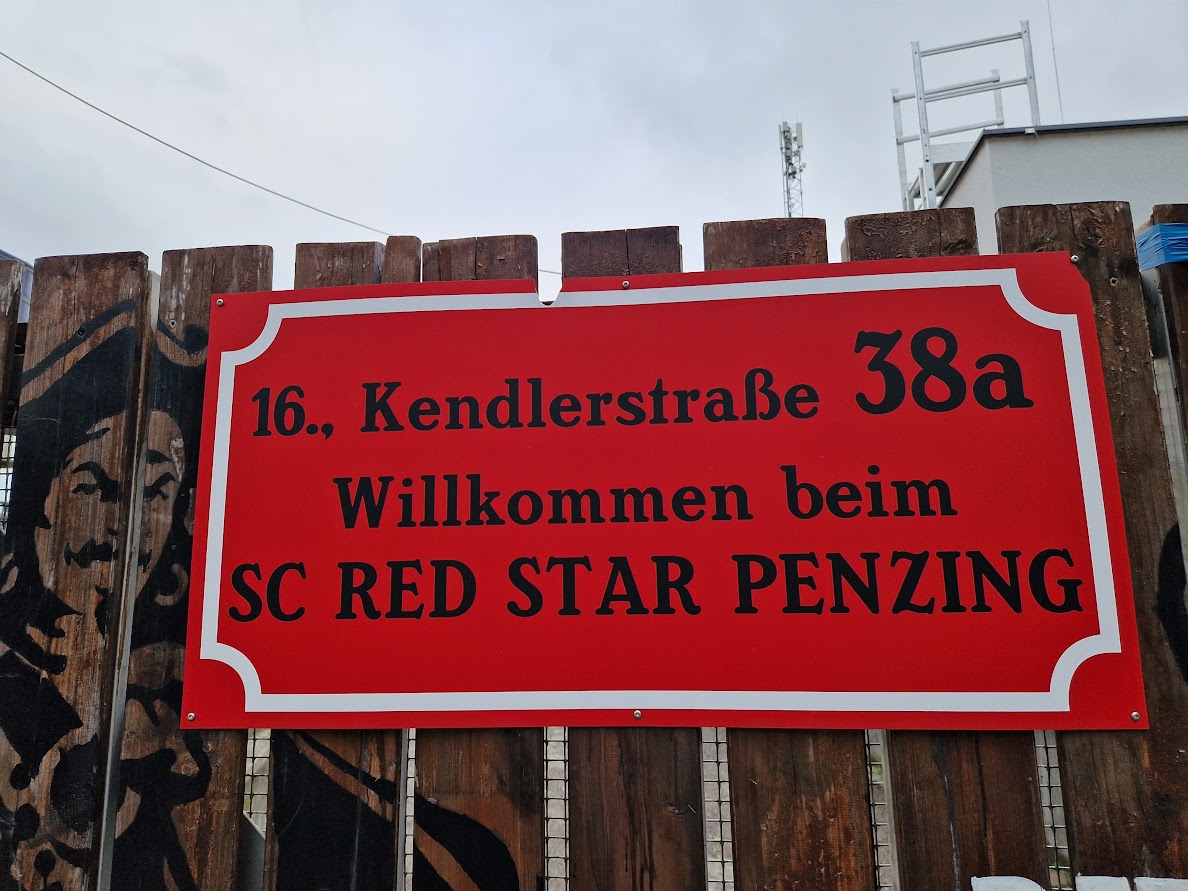 16., Kendlerstraße 38a
Willkommen beim
SC RED STAR PENZING